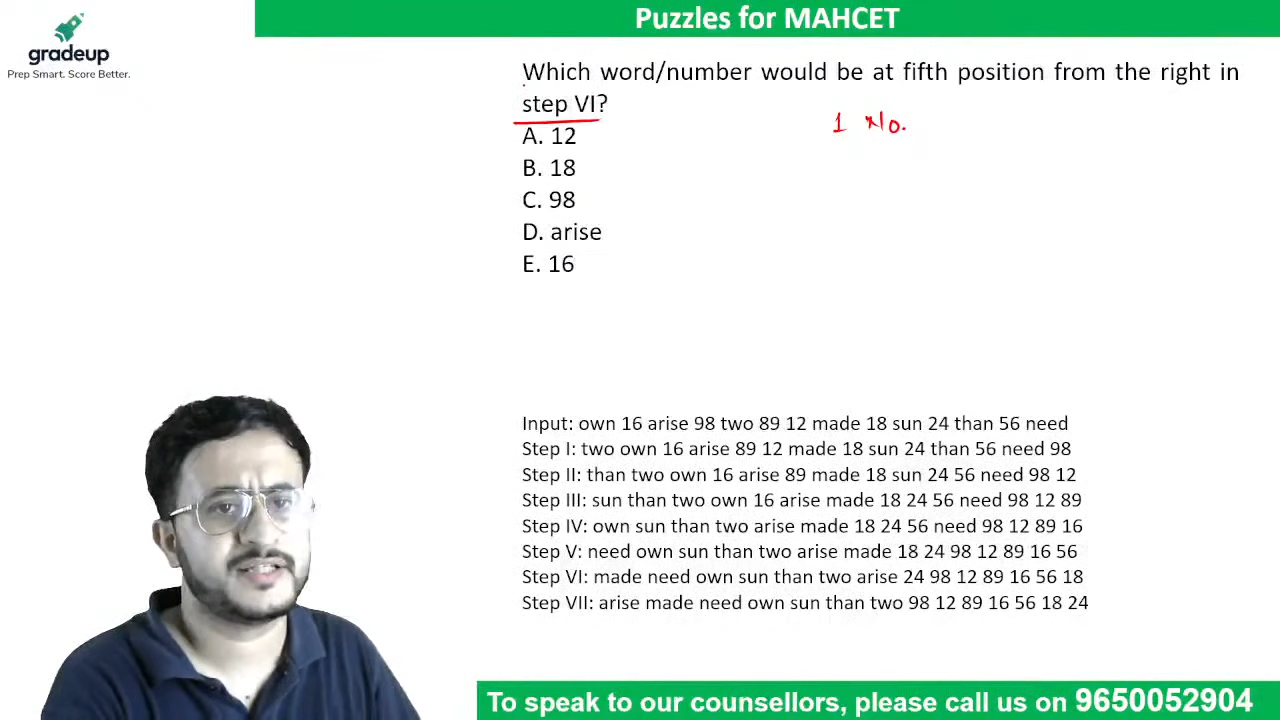 Puzzles for MAHCET
gradeup
Prep Smart. Score Better.
Which word/number would be at fifth position from the right in
step VI?
1 No.
A. 12
B. 18
C. 98
D. arise
E. 16
Input: own 16 arise 98 two 89 12 made 18 sun 24 than 56 need
Step I: two own 16 arise 89 12 made 18 sun 24 than 56 need 98
Step II: than two own 16 arise 89 made 18 sun 24 56 need 98 12
Step III: sun than two own 16 arise made 18 24 56 need 98 12 89
Step IV: own sun than two arise made 18 24 56 need 98 12 89 16
Step V: need own sun than two arise made 18 24 98 12 89 16 56
Step VI: made need own sun than two arise 24 98 12 89 16 56 18
Step VII: arise made need own sun than two 98 12 89 16 56 18 24
To speak to our counsellors, please call us on 9650052904